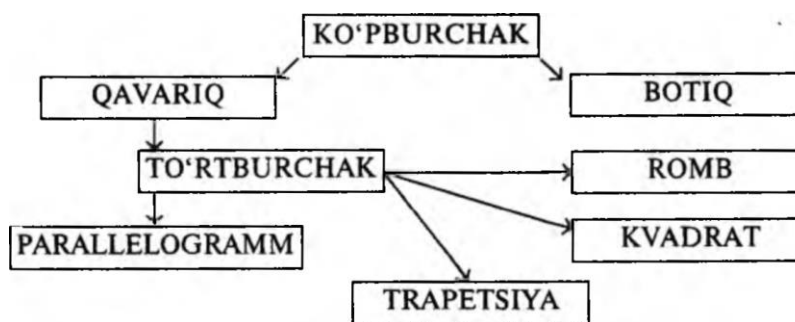 KO‘PBURCHAK
QAVARIQ
BOTIQ
TO‘RTBURCHAK
ROMB
PARALLELOGRAMM
KVADRAT
TRAPETSIYA